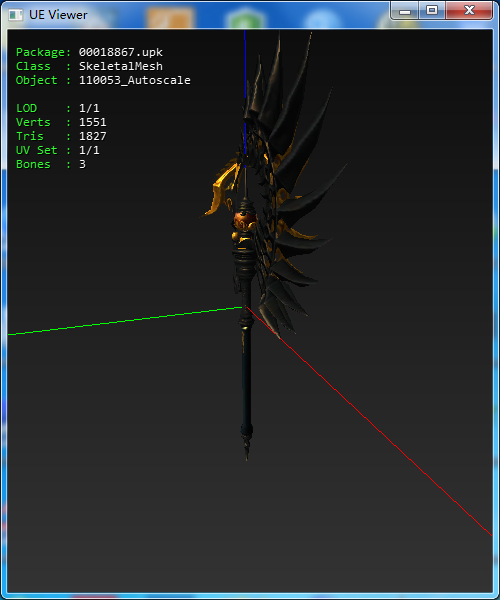 UE Viewer
Package: 00018867.upk
Class : SkeletalMesh
Object : 110053_Autoscale
LOD : 1/1
Verts : 1551
Tris : 1827
UV Set : 1/1
Bones : 3